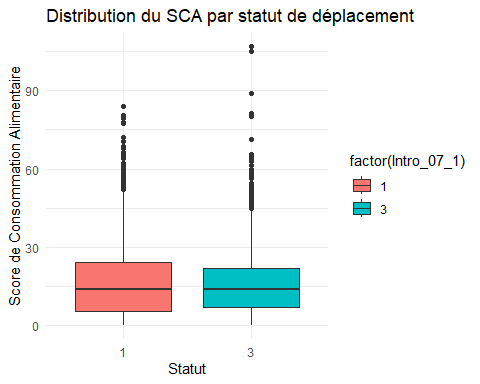 Distribution du SCA par statut de déplacement
Score de Consommation Alimentaire
90
60
30
0
1
3
Statut
factor(Intro_07_1)
1
3